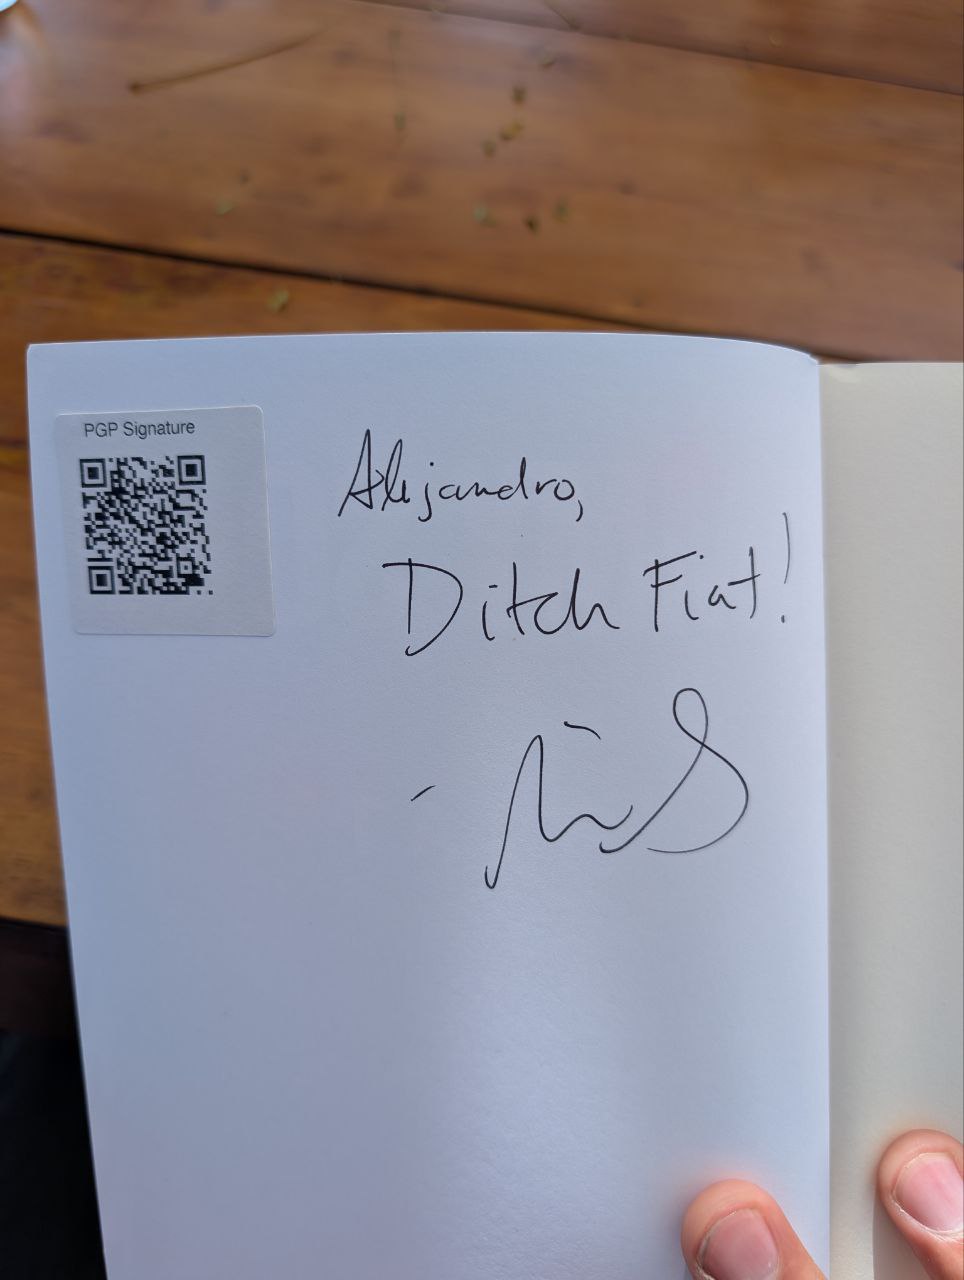 PGP Signature
Alejandro,
Ditch Fiat!